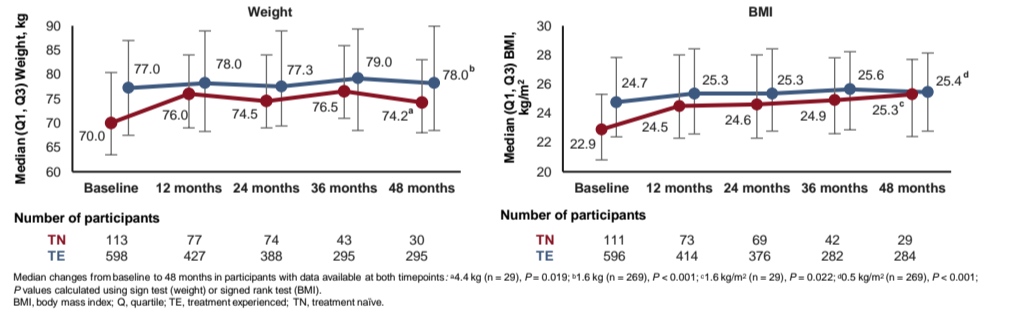 Weight
Median (Q1, Q3) Weight, kg
90
85
80
75
70
65
60
77.0
78.0
77.3
79.0
78.0ᵇ
70.0
76.0
74.5
76.5
74.2ᵃ
Baseline 12 months 24 months 36 months 48 months
Number of participants
TN 113 77 74 43 30
TE 598 427 388 295 295
BMI
Median (Q1, Q3) BMI,
kg/m²
30
28
26
24
22
20
24.7
25.3
25.3
25.6
25.4ᵈ
22.9
24.5
24.6
24.9
25.3ᶜ
Baseline 12 months 24 months 36 months 48 months
Number of participants
TN 111 73 69 42 29
TE 596 414 376 282 284
Median changes from baseline to 48 months in participants with data available at both timepoints: ᵃ4.4 kg (n = 29), P = 0.019; ᵇ1.6 kg (n = 269), P < 0.001; ᶜ1.6 kg/m² (n = 29), P = 0.022; ᵈ0.5 kg/m² (n = 269), P < 0.001;
P values calculated using sign test (weight) or signed rank test (BMI).
BMI, body mass index; Q, quartile; TE, treatment experienced; TN, treatment naïve.